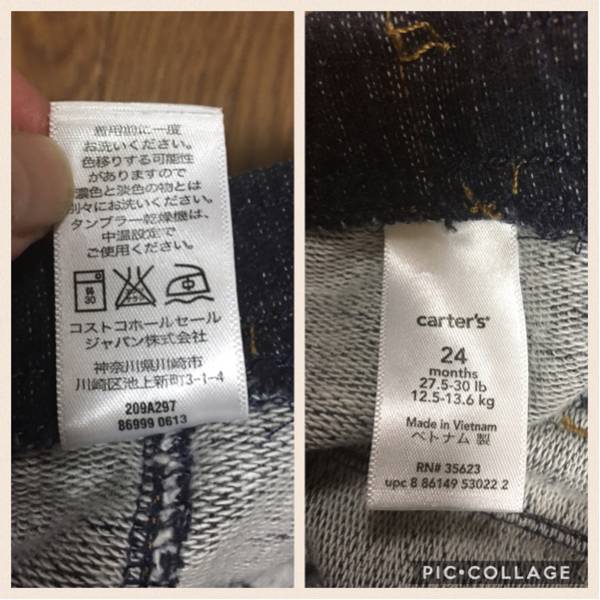 着用前に一度
お洗いください。
色移りする可能性
がありますので
濃色と淡色の物とは
別々にお洗いください。
タンブラー乾燥機は、
中温設定で
ご使用ください。
30
中
コストコホールセール
ジャパン株式会社
神奈川県川崎市
川崎区池上新町3-1-4
209A297
86999 0613
carter's
24
months
27.5-30 lb
12.5-13.6 kg
Made in Vietnam
ベトナム 製
RN# 35623
upc 8 86149 53022 2
PIC•COLLAGE